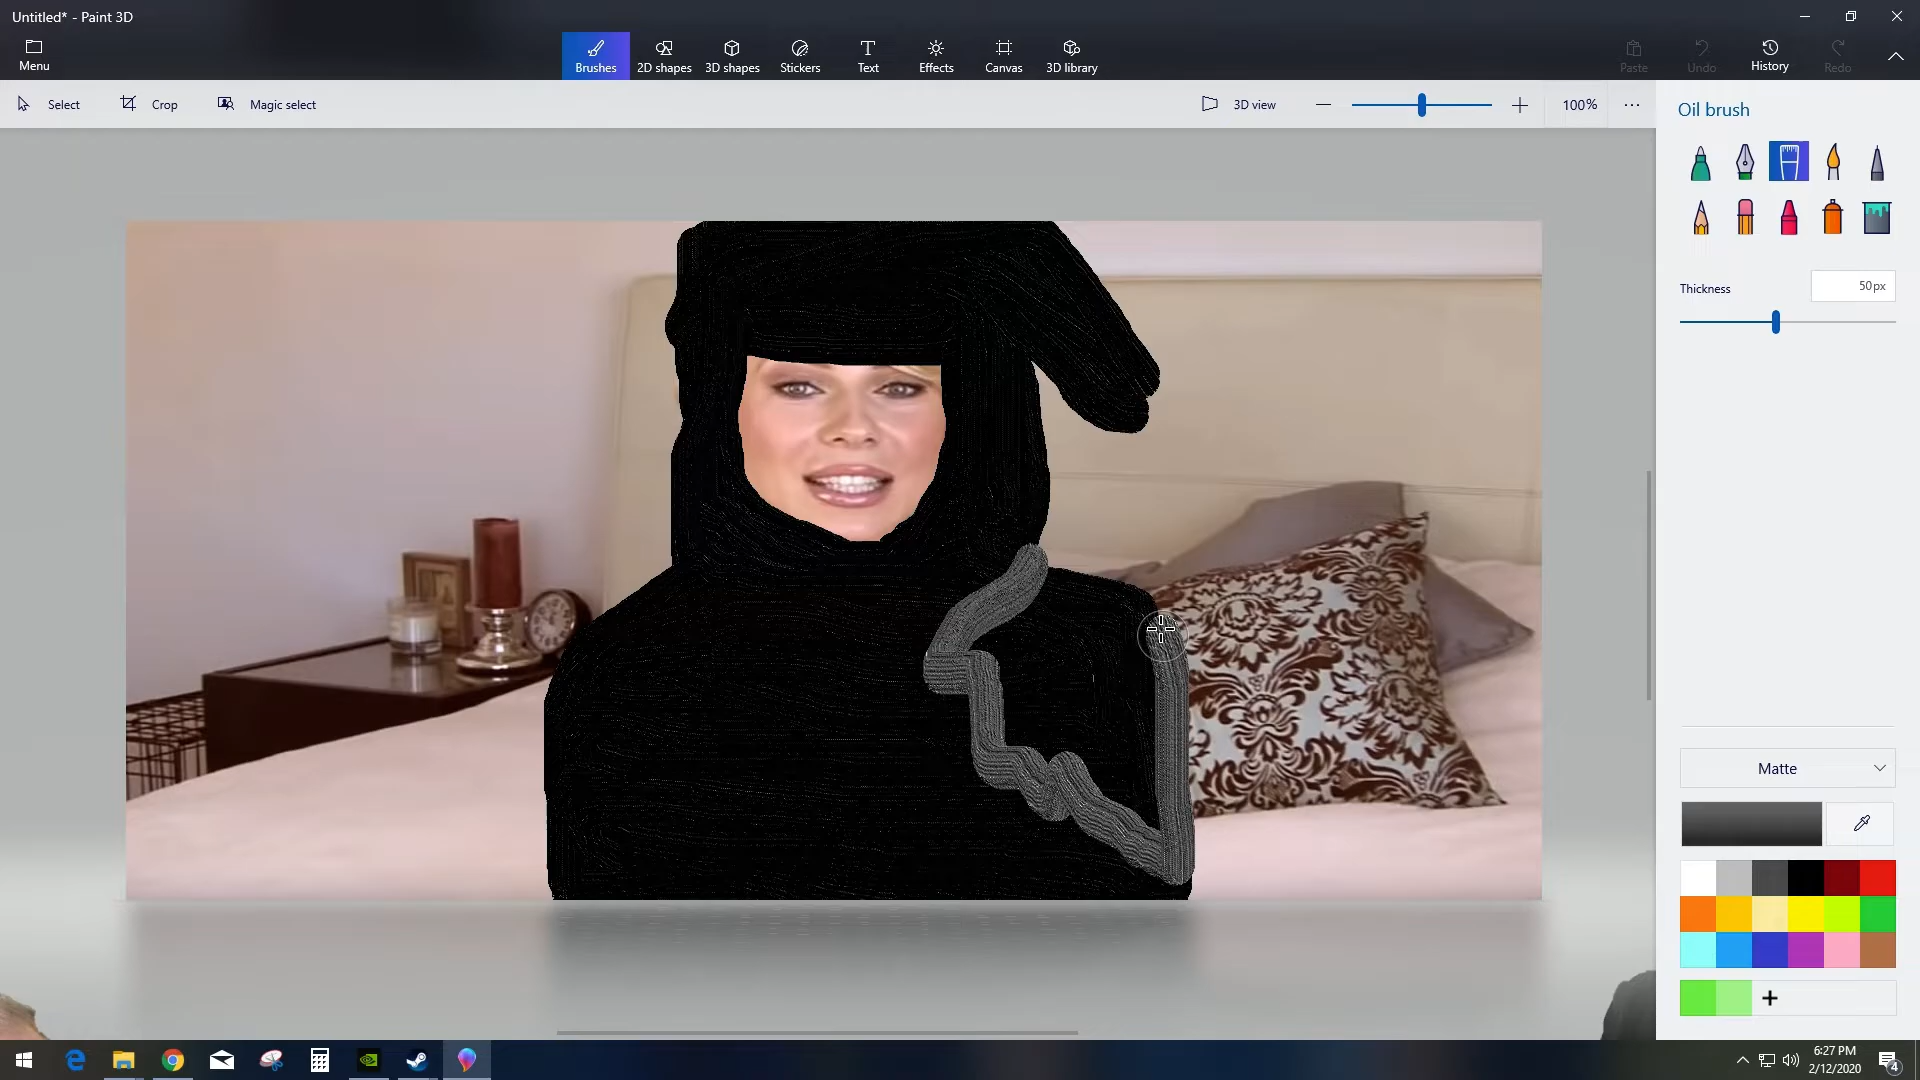 Untitled* - Paint 3D
Menu
Brushes
2D shapes
3D shapes
Stickers
Text
Effects
Canvas
3D library
Paste
Undo
History
Redo
Select
Crop
Magic select
3D view
100%
Oil brush
Thickness
50px
Matte
6:27 PM
2/12/2020
4